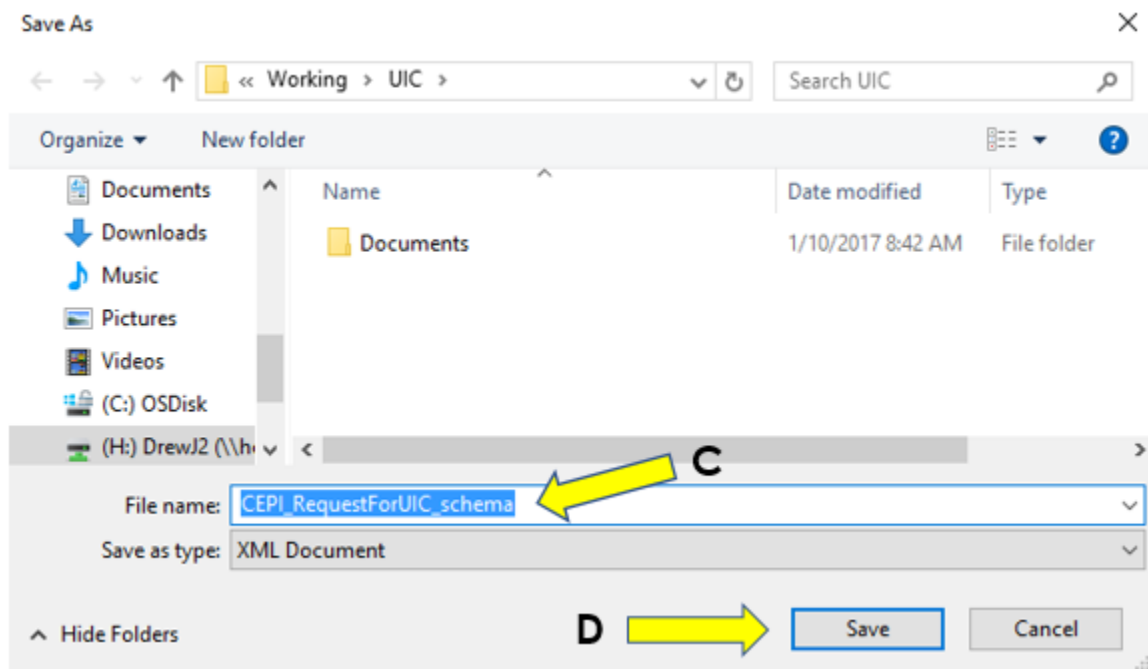 Save As
« Working > UIC >
Search UIC
Organize
New folder
Documents
Downloads
Music
Pictures
Videos
(C:) OSDisk
(H:) DrewJ2 (\\h
Name
Date modified
Type
Documents
1/10/2017 8:42 AM
File folder
C
File name: CEPI_RequestForUIC_schema
Save as type: XML Document
Hide Folders
D
Save
Cancel